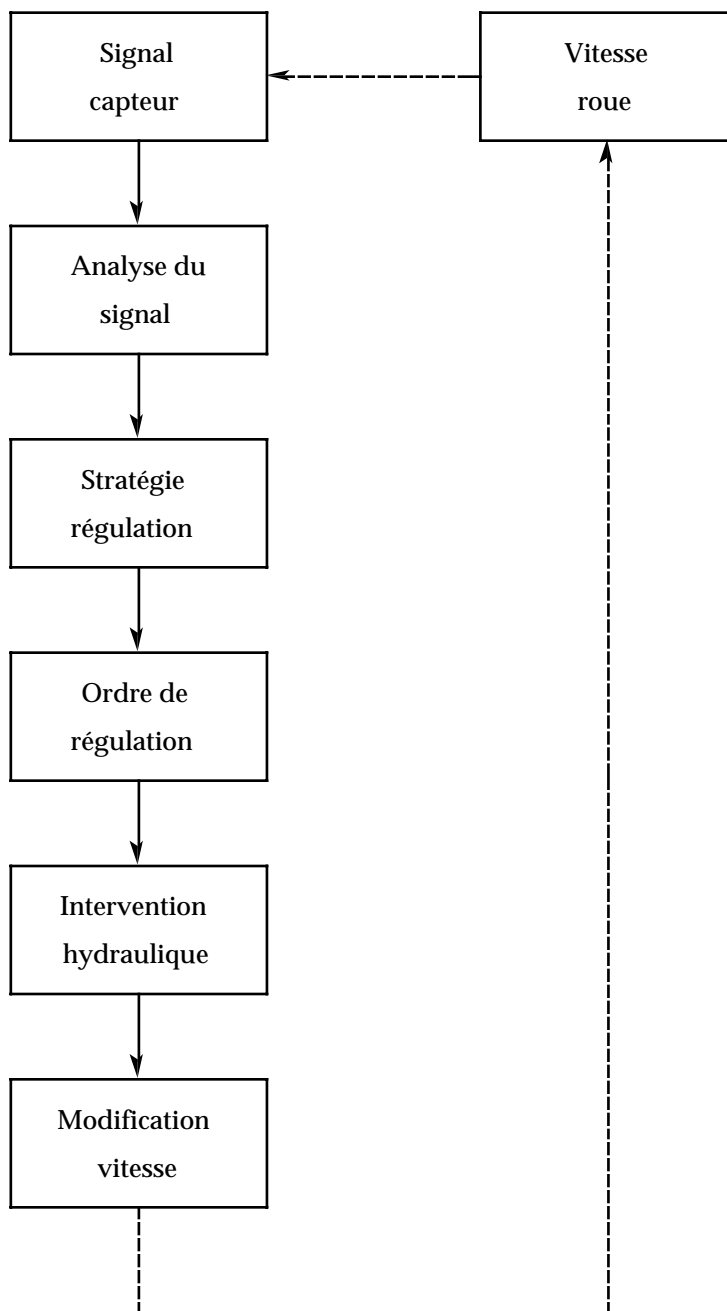 Signal
capteur
Vitesse
roue
Analyse du
signal
Stratégie
régulation
Ordre de
régulation
Intervention
hydraulique
Modification
vitesse